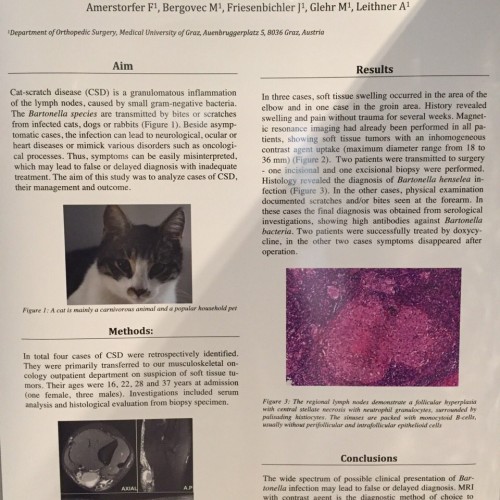 Amerstorfer F¹, Bergovec M¹, Friesenbichler J¹, Glehr M¹, Leithner A¹
¹Department of Orthopedic Surgery, Medical University of Graz, Auenbruggerplatz 5, 8036 Graz, Austria
Aim
Cat-scratch disease (CSD) is a granulomatous inflammation
of the lymph nodes, caused by small gram-negative bacteria.
The Bartonella species are transmitted by bites or scratches
from infected cats, dogs or rabbits (Figure 1). Beside asymp-
tomatic cases, the infection can lead to neurological, ocular or
heart diseases or mimick various disorders such as oncologi-
cal processes. Thus, symptoms can be easily misinterpreted,
which may lead to false or delayed diagnosis with inadequate
treatment. The aim of this study was to analyze cases of CSD,
their management and outcome.
Figure 1: A cat is mainly a carnivorous animal and a popular household pet
Methods:
In total four cases of CSD were retrospectively identified.
They were primarily transferred to our musculoskeletal on-
cology outpatient department on suspicion of soft tissue tu-
mors. Their ages were 16, 22, 28 and 37 years at admission
(one female, three males). Investigations included serum
analysis and histological evaluation from biopsy specimen.
AXIAL
A.P
Results
In three cases, soft tissue swelling occurred in the area of the
elbow and in one case in the groin area. History revealed
swelling and pain without trauma for several weeks. Magnet-
ic resonance imaging had already been performed in all pa-
tients, showing soft tissue tumors with an inhomogeneous
contrast agent uptake (maximum diameter range from 18 to
36 mm) (Figure 2). Two patients were transmitted to surgery
- one incisional and one excisional biopsy were performed.
Histology revealed the diagnosis of Bartonella henselea in-
fection (Figure 3). In the other cases, physical examination
documented scratches and/or bites seen at the forearm. In
these cases the final diagnosis was obtained from serological
investigations, showing high antibodies against Bartonella
bacteria. Two patients were successfully treated by doxycy-
cline, in the other two cases symptoms disappeared after
operation.
Figure 3: The regional lymph nodes demonstrate a follicular hyperplasia
with central stellate necrosis with neutrophil granulocytes, surrounded by
palisading histiocytes. The sinuses are packed with monocytoid B-cells,
usually without perifollicular and intrafollicular epithelioid cells
Conclusions
The wide spectrum of possible clinical presentation of Bar-
tonella infection may lead to false or delayed diagnosis. MRI
with contrast agent is the diagnostic method of choice to